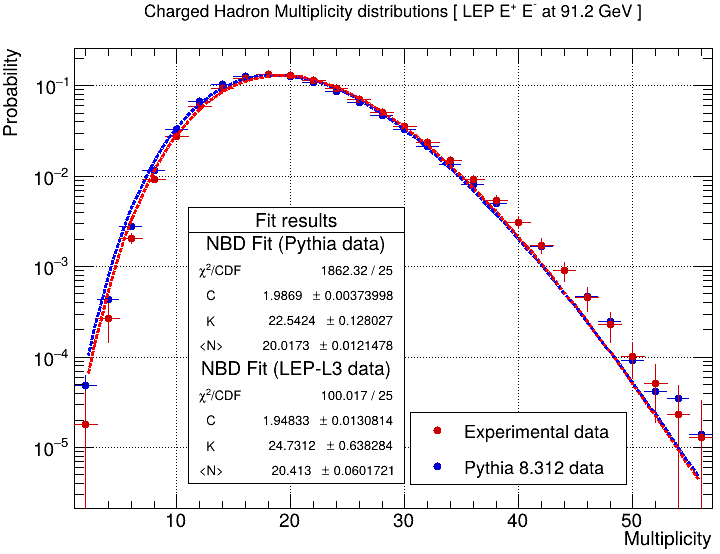 Charged Hadron Multiplicity distributions [ LEP E⁺ E⁻ at 91.2 GeV ]
Probability
10⁻¹
10⁻²
10⁻³
10⁻⁴
10⁻⁵
Fit results
NBD Fit (Pythia data)
χ²/CDF 1862.32 / 25
C 1.9869 ± 0.00373998
K 22.5424 ± 0.128027
<N> 20.0173 ± 0.0121478
NBD Fit (LEP-L3 data)
χ²/CDF 100.017 / 25
C 1.94833 ± 0.0130814
K 24.7312 ± 0.638284
<N> 20.413 ± 0.0601721
Experimental data
Pythia 8.312 data
10 20 30 40 50
Multiplicity